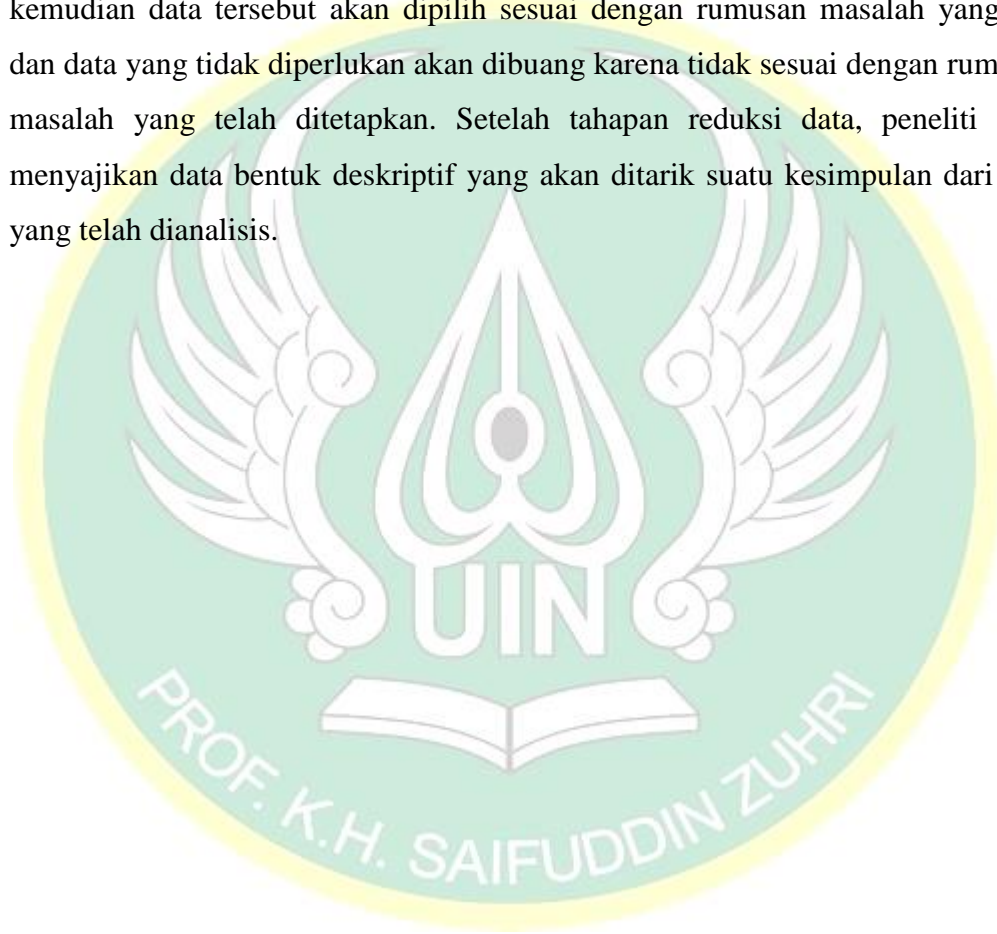 kemudian data tersebut akan dipilih sesuai dengan rumusan masalah yang
dan data yang tidak diperlukan akan dibuang karena tidak sesuai dengan rum
masalah yang telah ditetapkan. Setelah tahapan reduksi data, peneliti
menyajikan data bentuk deskriptif yang akan ditarik suatu kesimpulan dari
yang telah dianalisis.
UIN
PROF. K.H. SAIFUDDIN ZUHRI